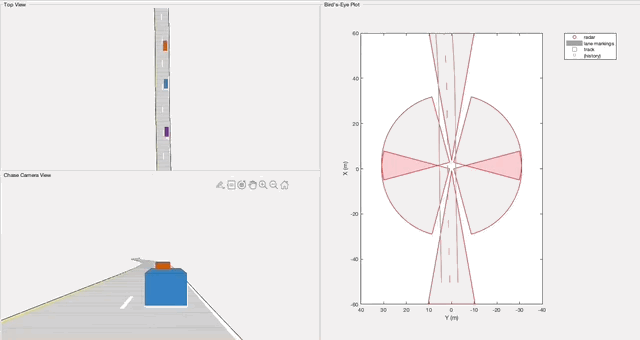 Top View
Chase Camera View
Bird's-Eye Plot
60
40
20
0
-20
-40
-60
X (m)
40
30
20
10
0
-10
-20
-30
-40
Y (m)
radar
lane markings
track
(history)